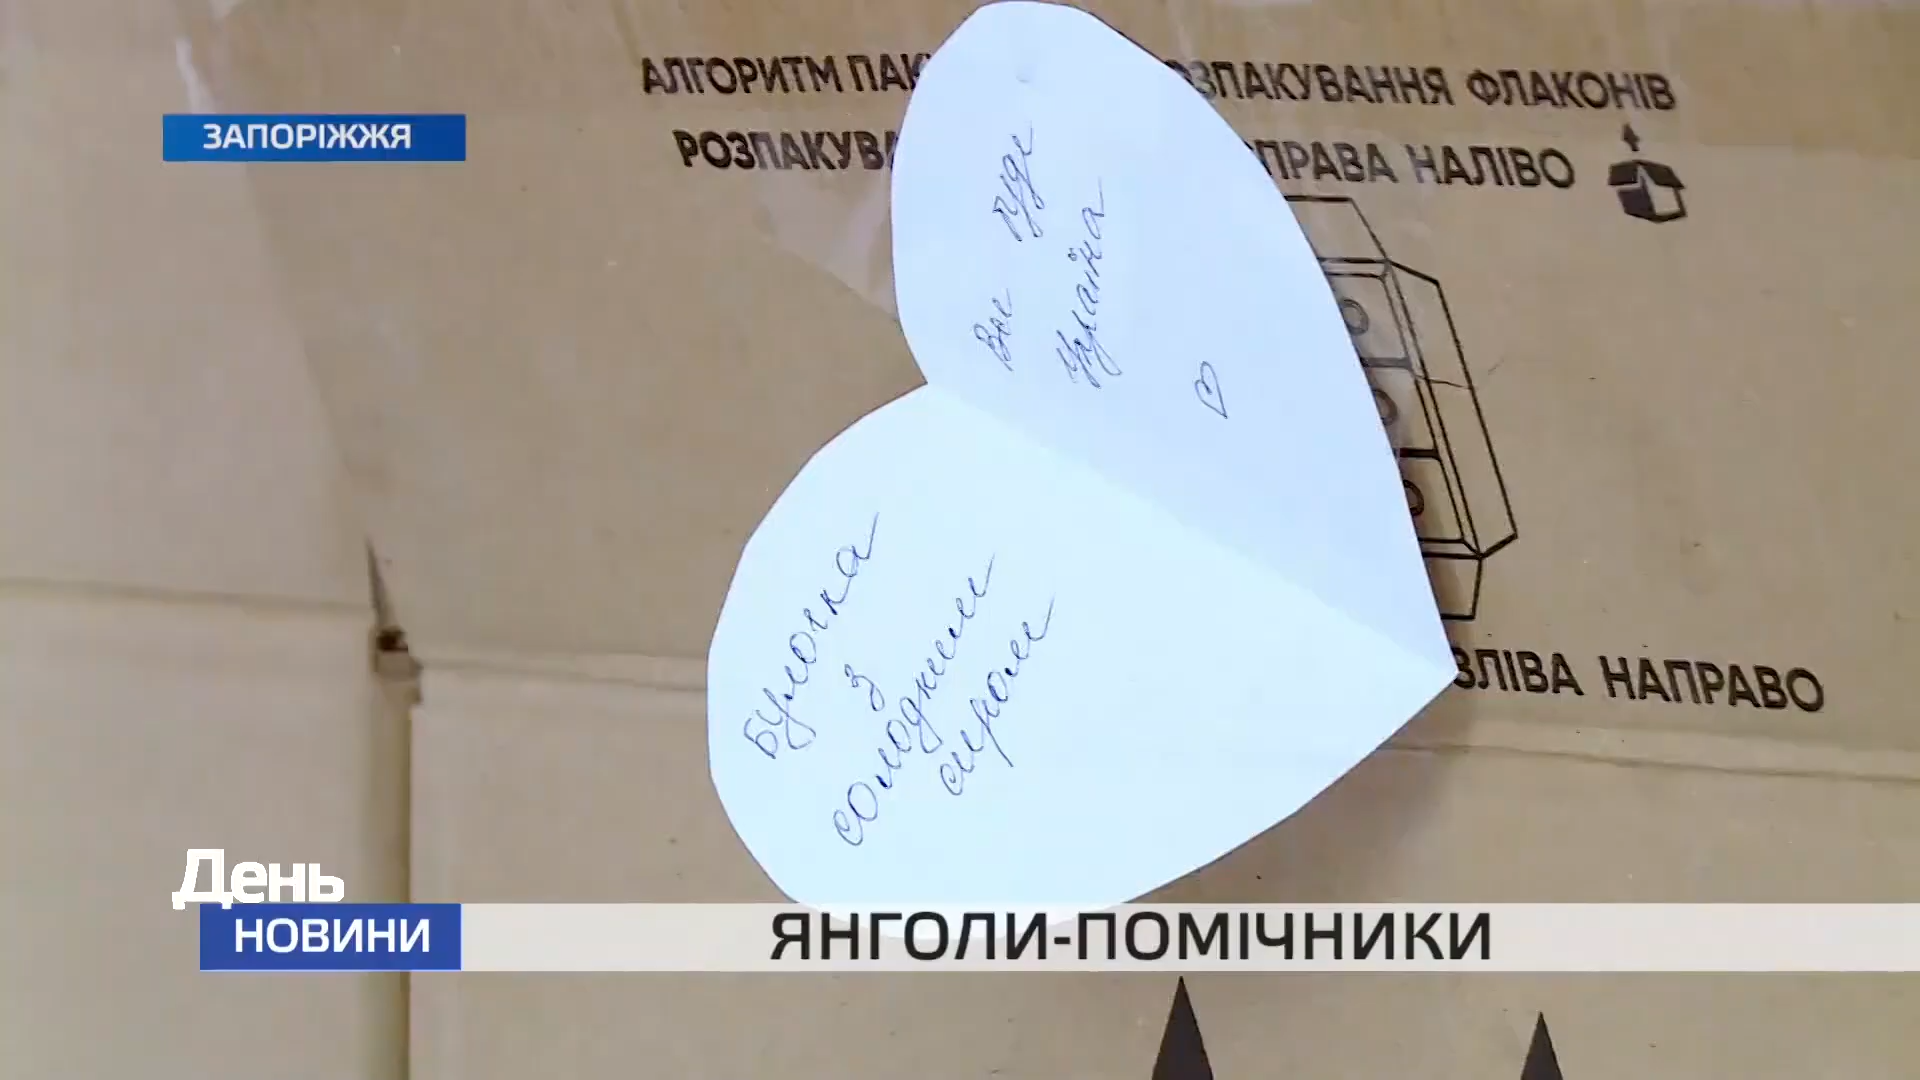 АЛГОРИТМ ПАК ОЗПАКУВАННЯ ФЛАКОНІВ
ЗАПОРІЖЖЯ
РОЗПАКУВА ПРАВА НАЛІВО
Все буде
Україна
Булочка
з
солодким
сиром
ЗЛІВА НАПРАВО
День
НОВИНИ
ЯНГОЛИ-ПОМІЧНИКИ